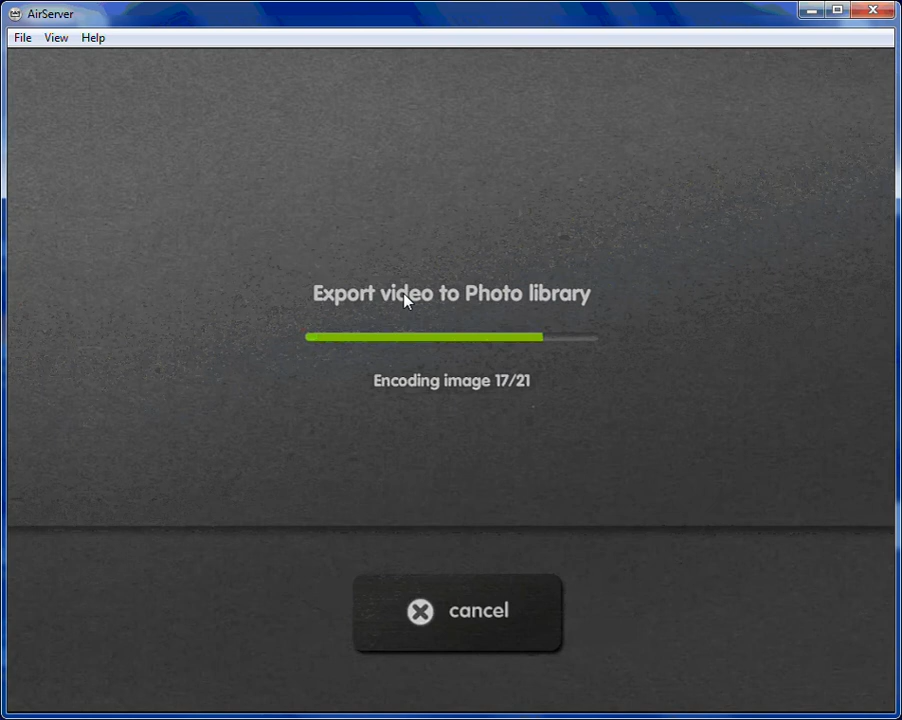 AirServer
File View Help
Export video to Photo library
Encoding image 17/21
cancel